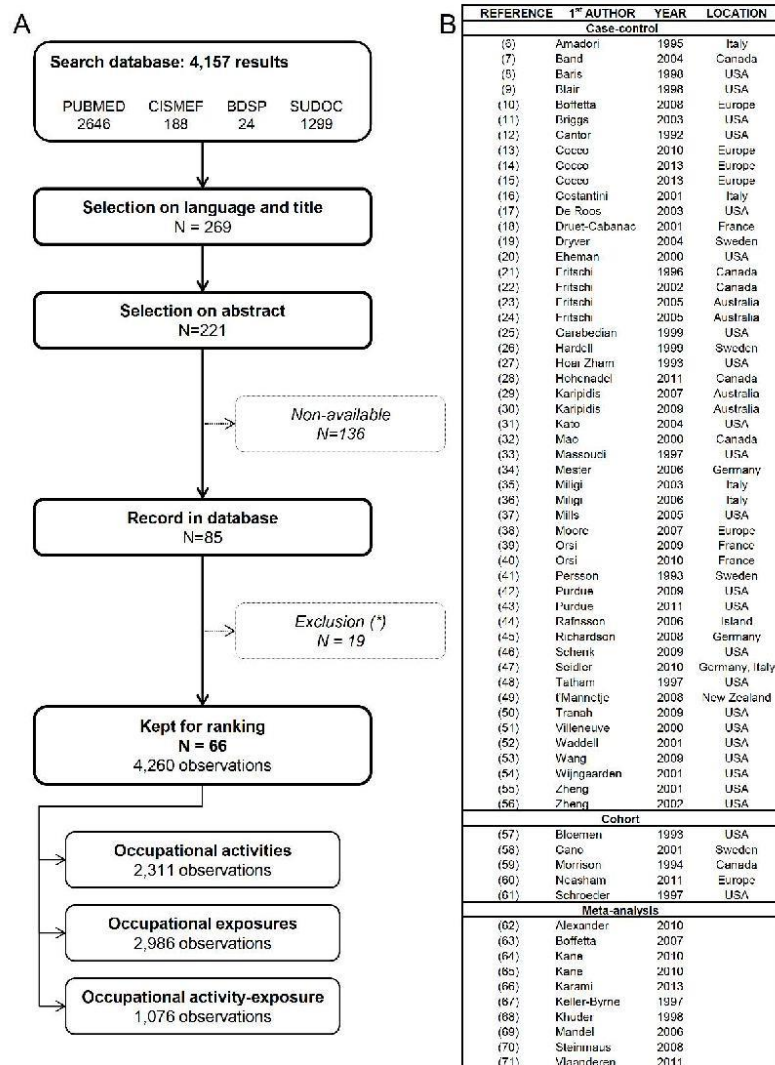 A
Search database: 4,157 results
PUBMED CISMEF BDSP SUDOC
2646 188 24 1299
Selection on language and title
N = 269
Selection on abstract
N=221
Non-available
N=136
Record in database
N=85
Exclusion (*)
N = 19
Kept for ranking
N = 66
4,260 observations
Occupational activities
2,311 observations
Occupational exposures
2,986 observations
Occupational activity-exposure
1,076 observations
B
REFERENCE 1st AUTHOR YEAR LOCATION
Case-control
(6) Amadori 1995 Italy
(7) Band 2004 Canada
(8) Baris 1998 USA
(9) Blair 1998 USA
(10) Boffetta 2008 Europe
(11) Briggs 2003 USA
(12) Cantor 1992 USA
(13) Cocco 2010 Europe
(14) Cocco 2013 Europe
(15) Cocco 2013 Europe
(16) Costantini 2001 Italy
(17) De Roos 2003 USA
(18) Druet-Cabanac 2001 France
(19) Dryver 2004 Sweden
(20) Eheman 2000 USA
(21) Fritschi 1996 Canada
(22) Fritschi 2002 Canada
(23) Fritschi 2005 Australia
(24) Fritschi 2005 Australia
(25) Garabedian 1999 USA
(26) Hardell 1999 Sweden
(27) Hoar Zham 1993 USA
(28) Hohenadel 2011 Canada
(29) Karipidis 2007 Australia
(30) Karipidis 2009 Australia
(31) Kato 2004 USA
(32) Mao 2000 Canada
(33) Massoudi 1997 USA
(34) Mester 2006 Germany
(35) Miligi 2003 Italy
(36) Miligi 2006 Italy
(37) Mills 2005 USA
(38) Moore 2007 Europe
(39) Orsi 2009 France
(40) Orsi 2010 France
(41) Persson 1993 Sweden
(42) Purdue 2009 USA
(43) Purdue 2011 USA
(44) Rafnsson 2006 Island
(45) Richardson 2008 Germany
(46) Schenk 2009 USA
(47) Seidler 2010 Germany, Italy
(48) Tatham 1997 USA
(49) t'Mannetje 2008 New Zealand
(50) Tranah 2009 USA
(51) Villeneuve 2000 USA
(52) Waddell 2001 USA
(53) Wang 2009 USA
(54) Wijngaarden 2001 USA
(55) Zheng 2001 USA
(56) Zheng 2002 USA
Cohort
(57) Bloemen 1993 USA
(58) Cano 2001 Sweden
(59) Morrison 1994 Canada
(60) Neasham 2011 Europe
(61) Schroeder 1997 USA
Meta-analysis
(62) Alexander 2010
(63) Boffetta 2007
(64) Kane 2010
(65) Kane 2010
(66) Karami 2013
(67) Keller-Byrne 1997
(68) Khuder 1998
(69) Mandel 2006
(70) Steinmaus 2008
(71) Vlaanderen 2011